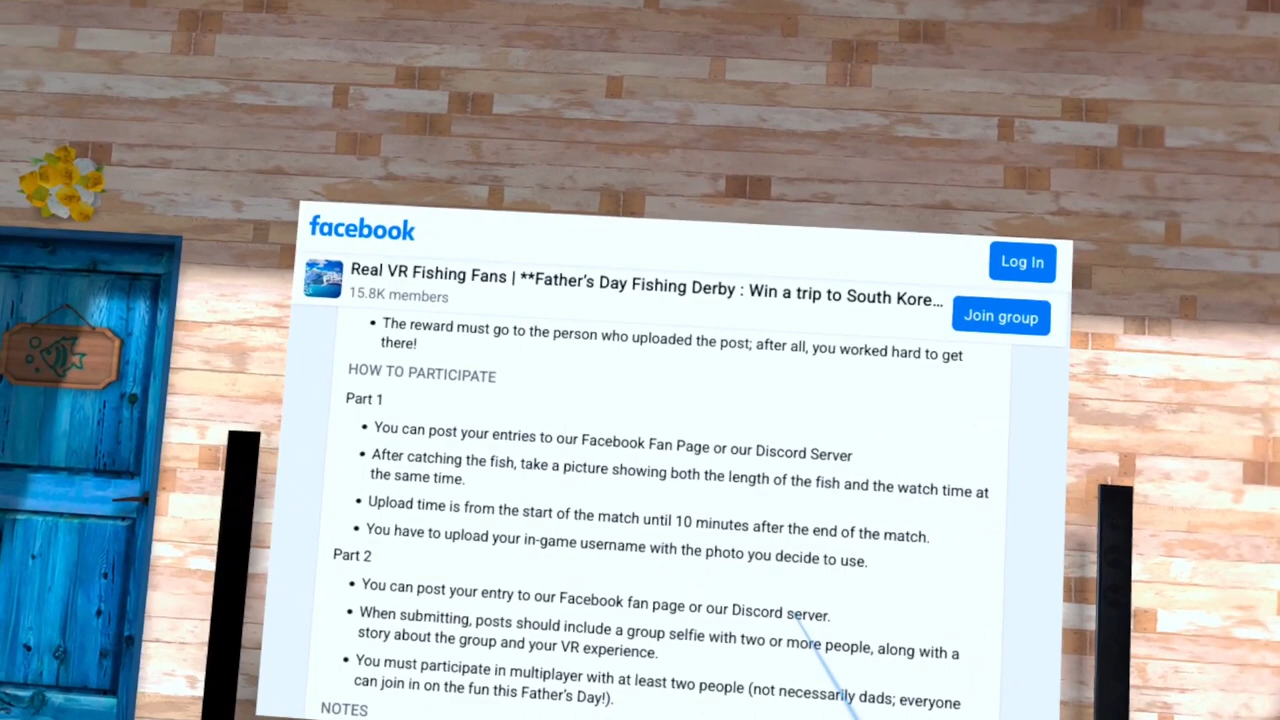 facebook
Log In
Real VR Fishing Fans | **Father's Day Fishing Derby : Win a trip to South Kore...
15.8K members
Join group
• The reward must go to the person who uploaded the post; after all, you worked hard to get
there!
HOW TO PARTICIPATE
Part 1
• You can post your entries to our Facebook Fan Page or our Discord Server
• After catching the fish, take a picture showing both the length of the fish and the watch time at
the same time.
• Upload time is from the start of the match until 10 minutes after the end of the match.
• You have to upload your in-game username with the photo you decide to use.
Part 2
• You can post your entry to our Facebook fan page or our Discord server.
• When submitting, posts should include a group selfie with two or more people, along with a
story about the group and your VR experience.
• You must participate in multiplayer with at least two people (not necessarily dads; everyone
can join in on the fun this Father's Day!).
NOTES